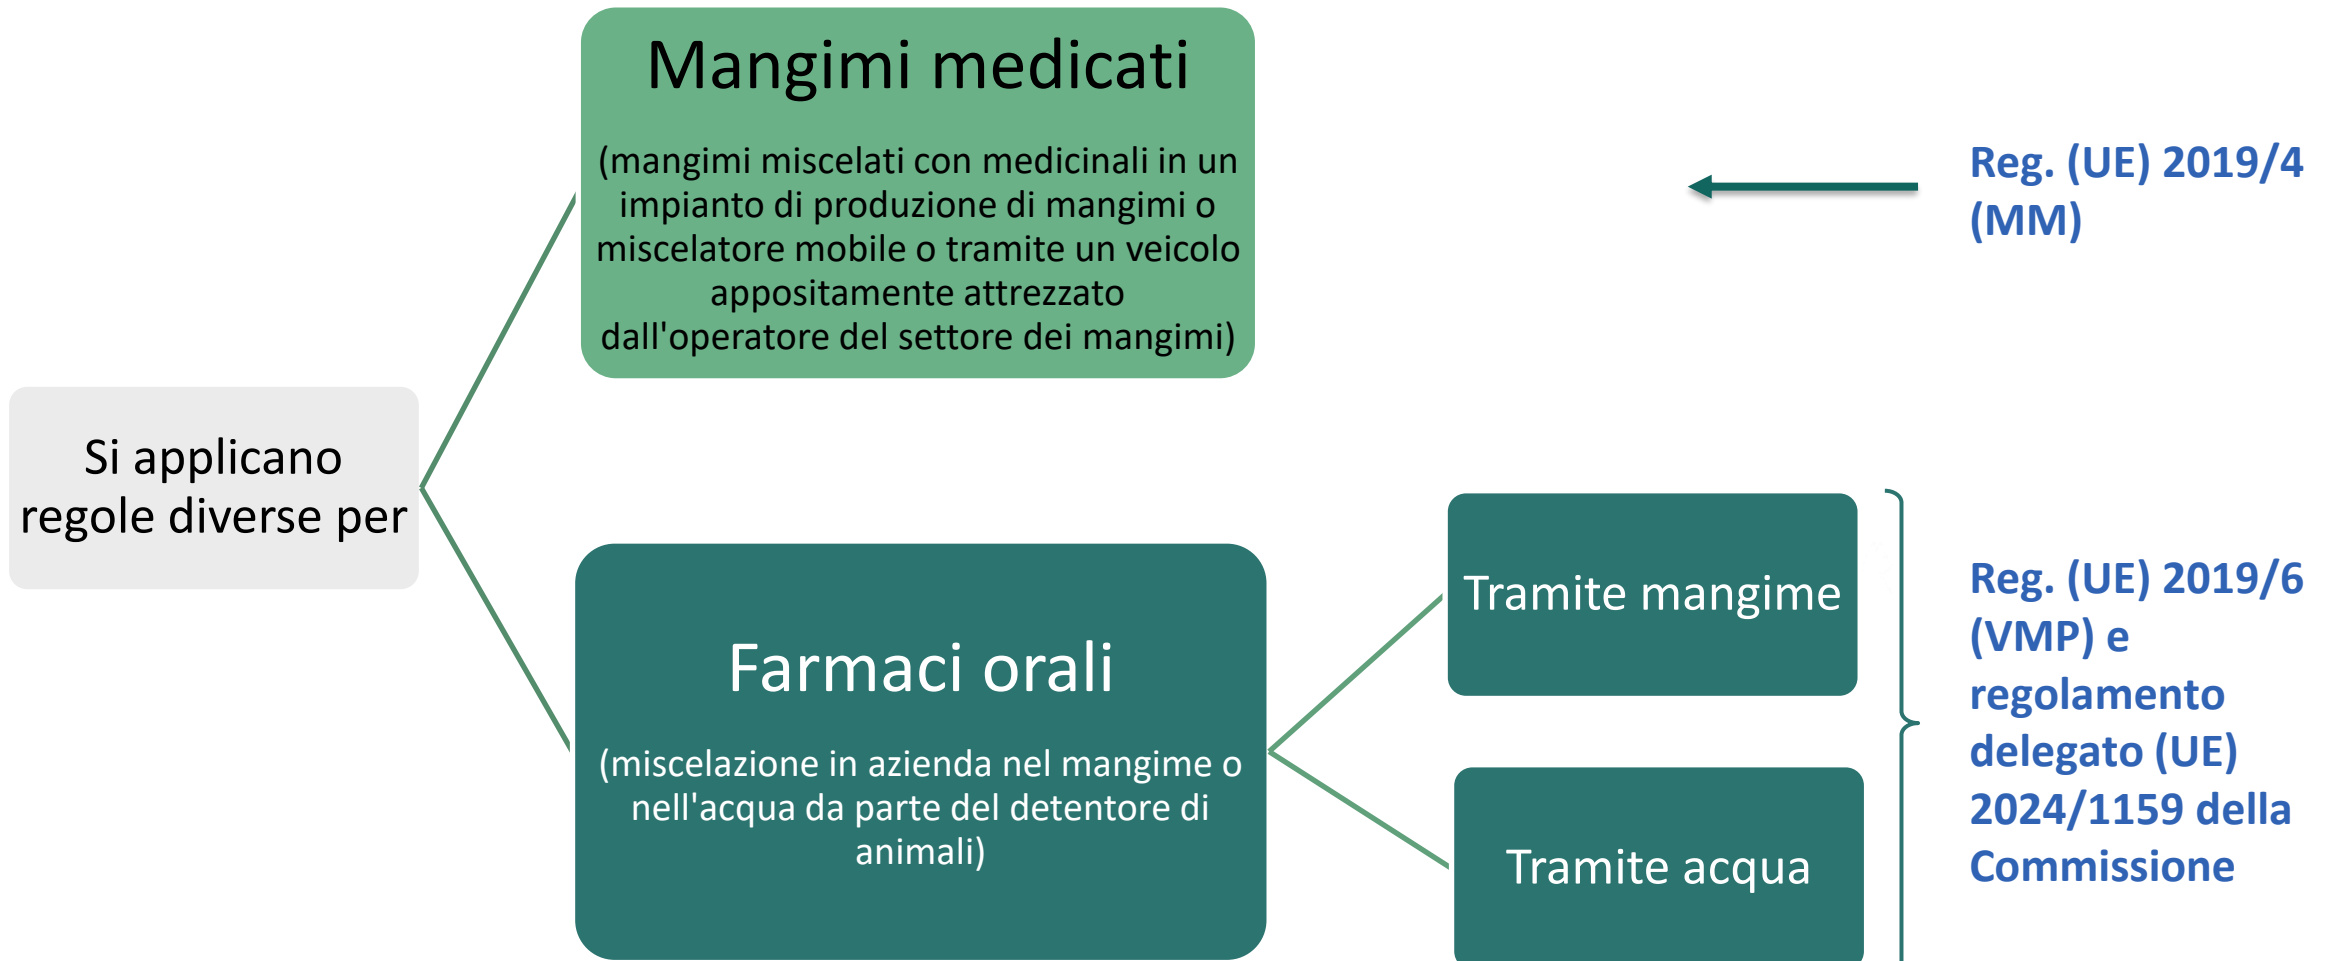 Si applicano
regole diverse per
Mangimi medicati
(mangimi miscelati con medicinali in un
impianto di produzione di mangimi o
miscelatore mobile o tramite un veicolo
appositamente attrezzato
dall'operatore del settore dei mangimi)
Reg. (UE) 2019/4
(MM)
Farmaci orali
(miscelazione in azienda nel mangime o
nell'acqua da parte del detentore di
animali)
Tramite mangime
Tramite acqua
Reg. (UE) 2019/6
(VMP) e
regolamento
delegato (UE)
2024/1159 della
Commissione